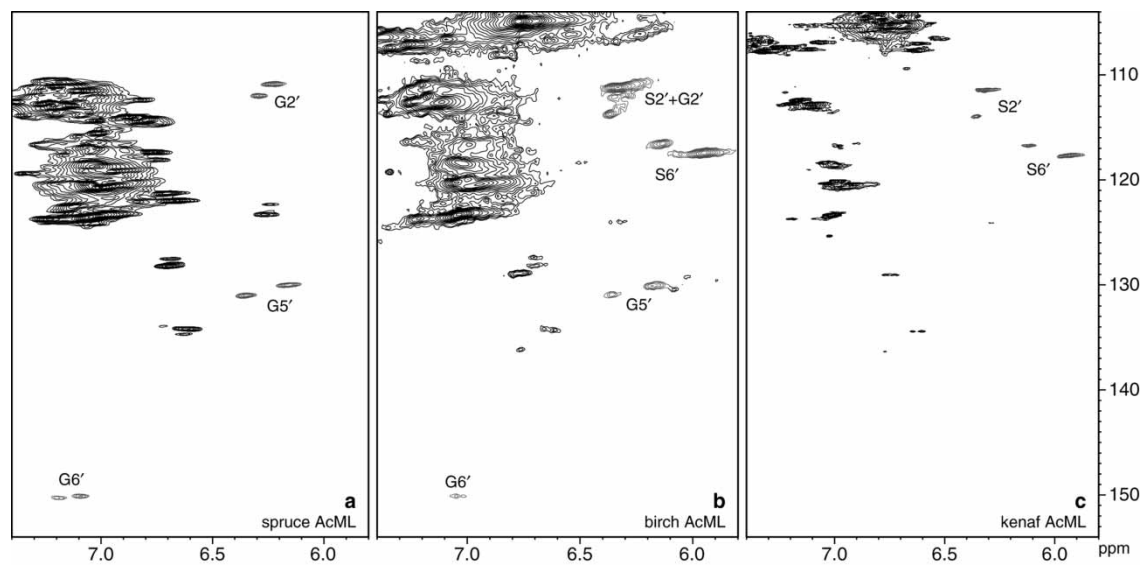 G2′
G5′
G6′
a
spruce AcML
7.0 6.5 6.0
S2′+G2′
S6′
G5′
G6′
b
birch AcML
7.0 6.5 6.0
S2′
S6′
c
kenaf AcML
7.0 6.5 6.0 ppm
110
120
130
140
150